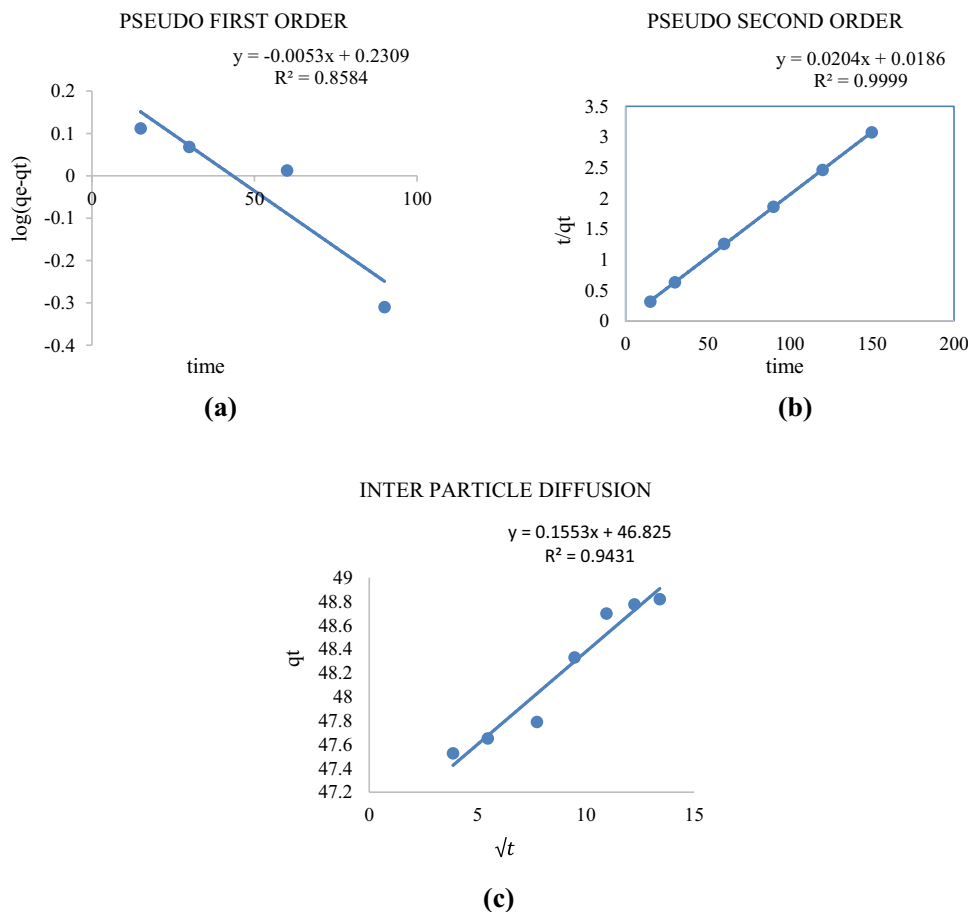 PSEUDO FIRST ORDER
y = -0.0053x + 0.2309
R² = 0.8584
0.2
0.1
0
-0.1
-0.2
-0.3
-0.4
0
50
100
log(qe-qt)
time
(a)
PSEUDO SECOND ORDER
y = 0.0204x + 0.0186
R² = 0.9999
3.5
3
2.5
2
1.5
1
0.5
0
0
50
100
150
200
t/qt
time
(b)
INTER PARTICLE DIFFUSION
y = 0.1553x + 46.825
R² = 0.9431
49
48.8
48.6
48.4
48.2
48
47.8
47.6
47.4
47.2
0
5
10
15
qt
√t
(c)